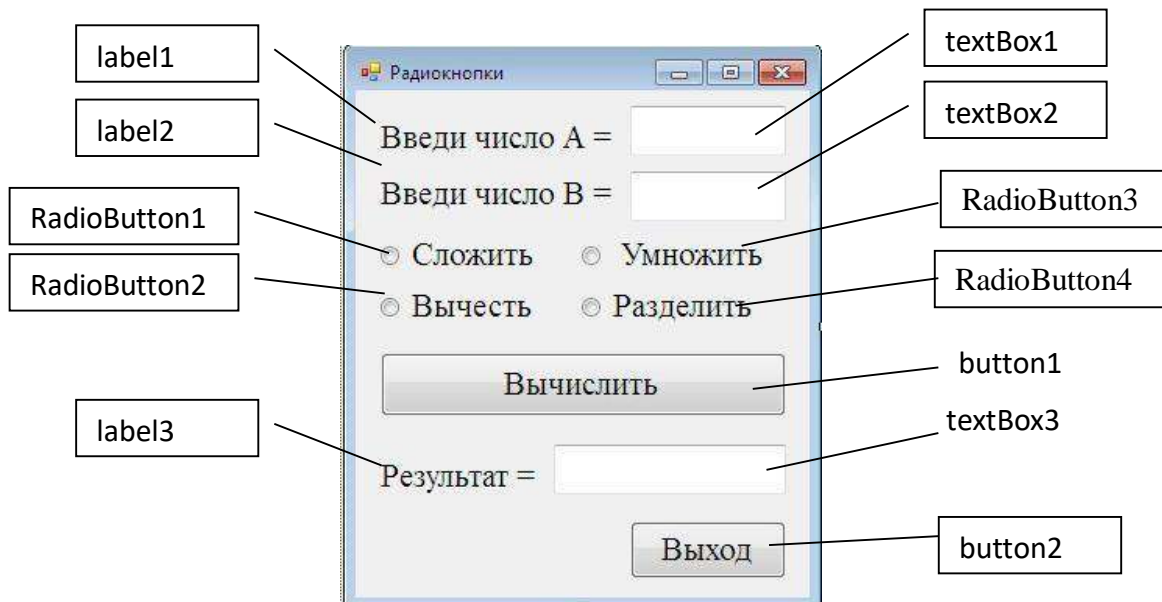 label1
textBox1
Радиокнопки
label2
textBox2
Введи число А =
Введи число В =
RadioButton1
RadioButton3
Сложить
Умножить
RadioButton2
RadioButton4
Вычесть
Разделить
Вычислить
button1
label3
textBox3
Результат =
Выход
button2